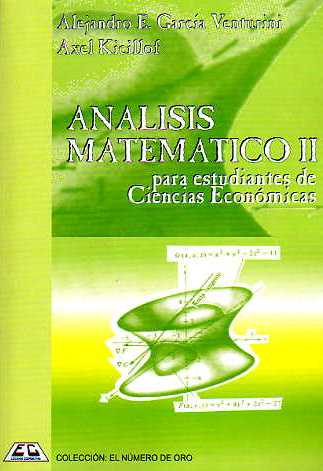 Alejandro E. García Venturini
Axel Kicillof
ANALISIS
MATEMATICO II
para estudiantes de
Ciencias Económicas
EC
COLECCIÓN: EL NÚMERO DE ORO